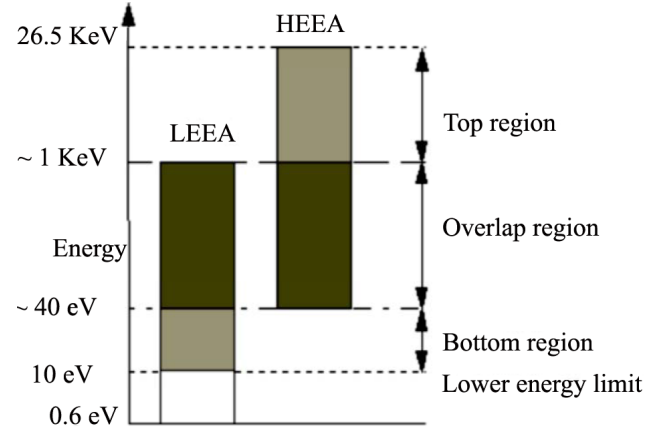 26.5 KeV
HEEA
LEEA
Top region
~ 1 KeV
Overlap region
Energy
~ 40 eV
Bottom region
10 eV
Lower energy limit
0.6 eV